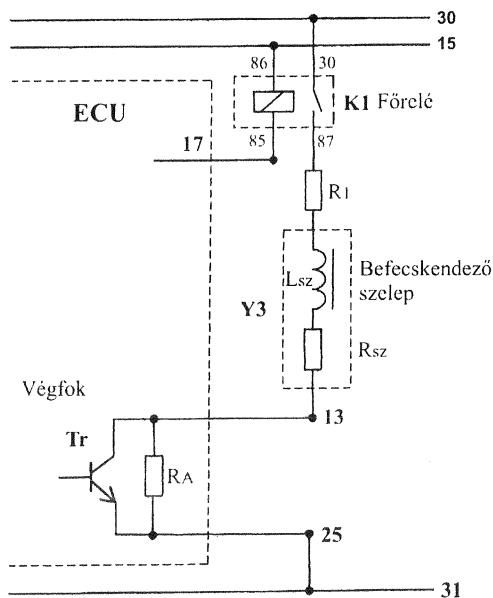 30
15
86 30
ECU
K1 Főrelé
17 85 87
R1
Lsz
Befecskendező
szelep
Y3
Rsz
Végfok
13
Tr
RA
25
31